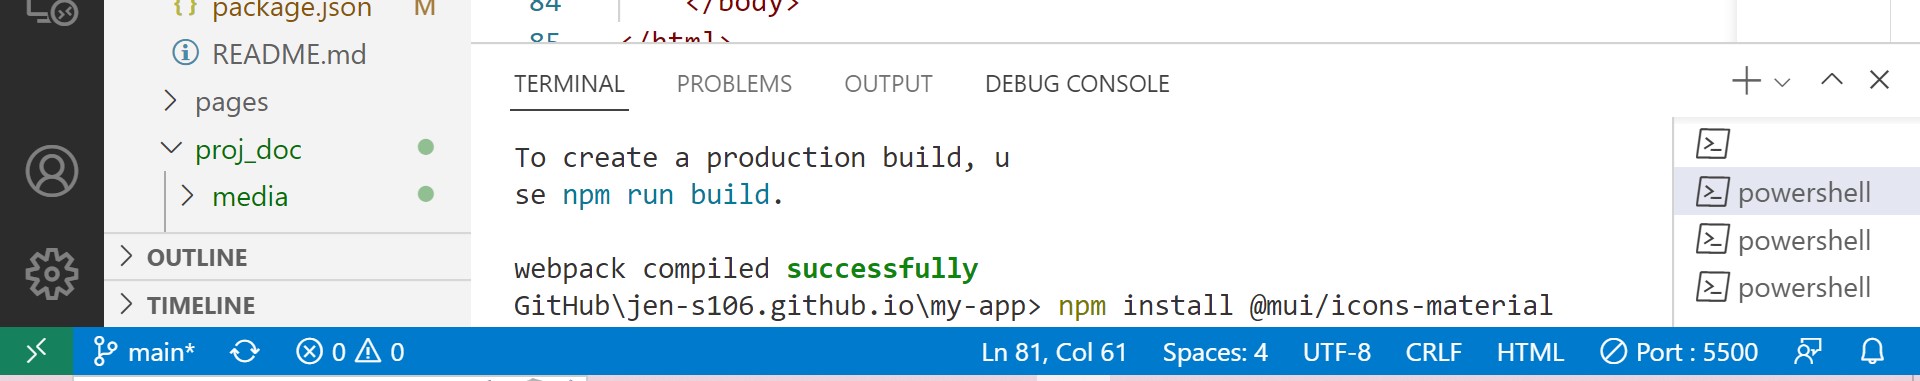 package.json M
README.md
pages
proj_doc
media
OUTLINE
TIMELINE
84 </body>
85 </html>
TERMINAL PROBLEMS OUTPUT DEBUG CONSOLE
To create a production build, u
se npm run build.
webpack compiled successfully
GitHub\jen-s106.github.io\my-app> npm install @mui/icons-material
powershell
powershell
powershell
main* 0 0 Ln 81, Col 61 Spaces: 4 UTF-8 CRLF HTML Port : 5500